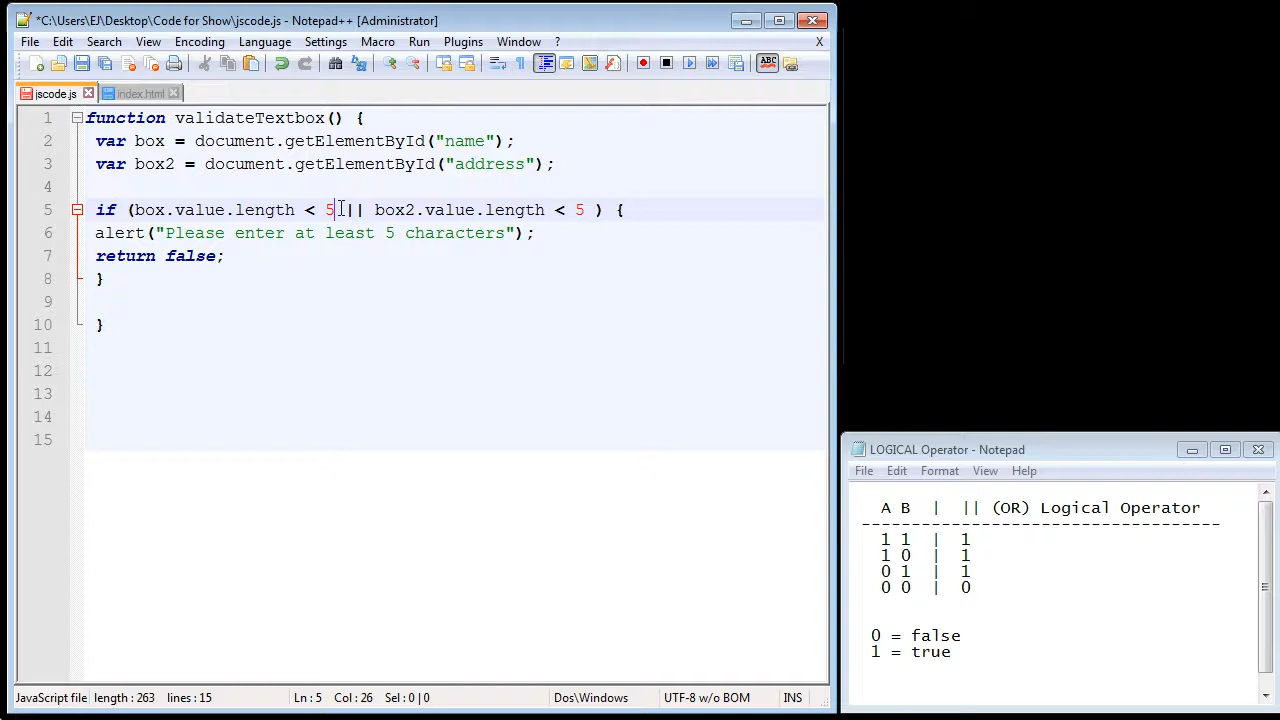 *C:\Users\EJ\Desktop\Code for Show\jscode.js - Notepad++ [Administrator]
File Edit Search View Encoding Language Settings Macro Run Plugins Window ? X
ABC
jscode.js index.html
1 function validateTextbox() {
2 var box = document.getElementById("name");
3 var box2 = document.getElementById("address");
4
5 if (box.value.length < 5 || box2.value.length < 5 ) {
6 alert("Please enter at least 5 characters");
7 return false;
8 }
9
10 }
11
12
13
14
15
JavaScript file length : 263 lines : 15 Ln : 5 Col : 26 Sel : 0 | 0 Dos\Windows UTF-8 w/o BOM INS
LOGICAL Operator - Notepad
File Edit Format View Help
A B | || (OR) Logical Operator
------------------------------------
1 1 | 1
1 0 | 1
0 1 | 1
0 0 | 0
0 = false
1 = true